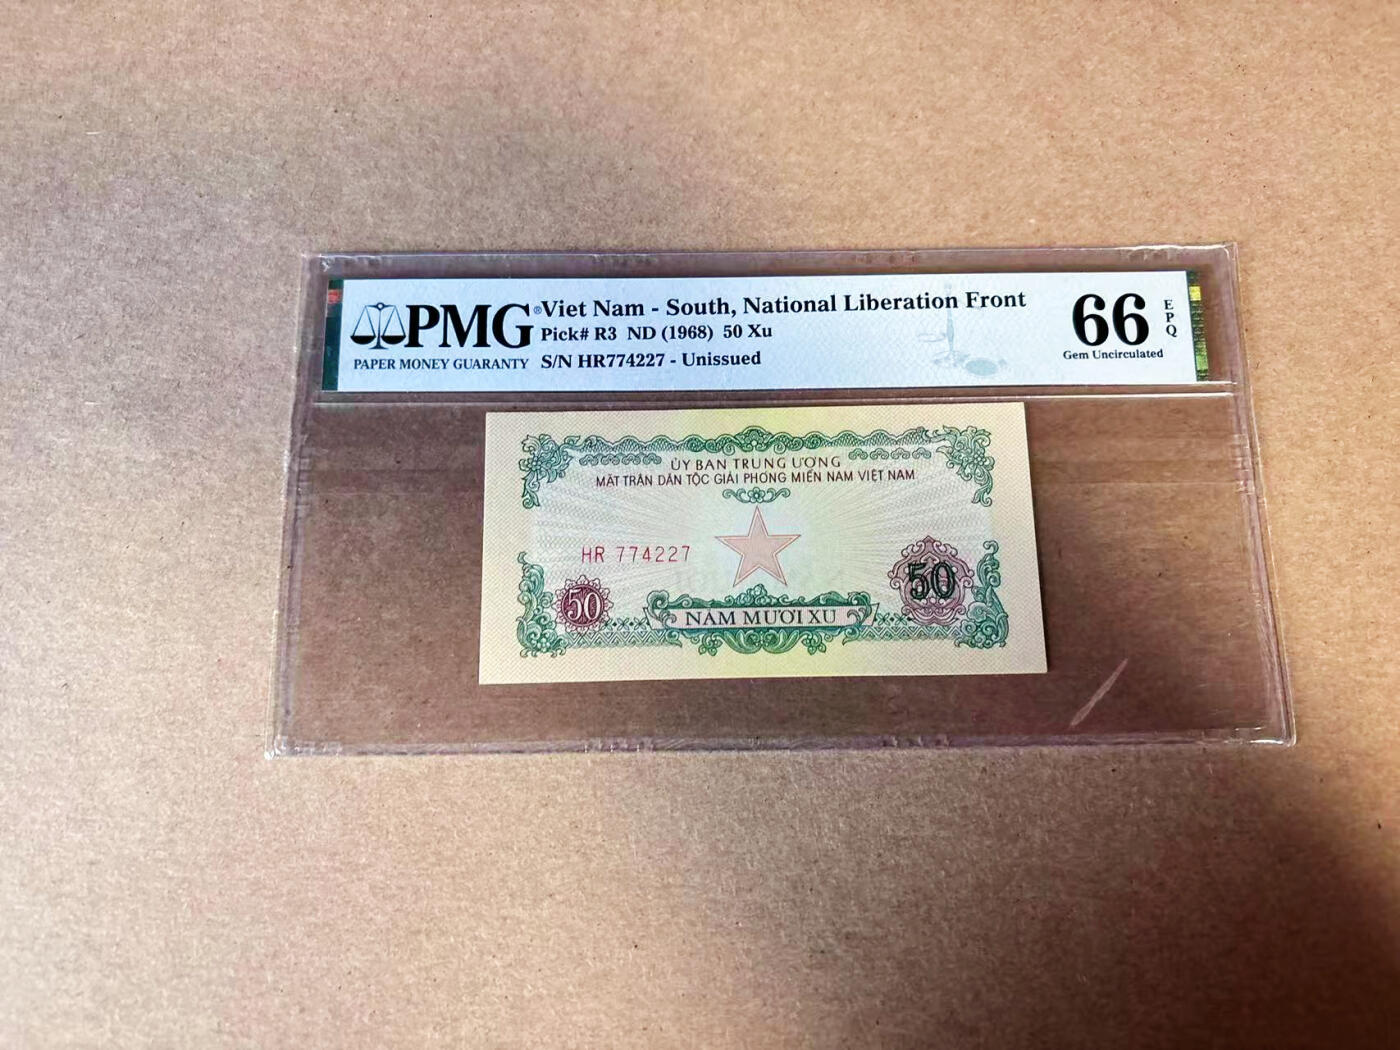 PMG®
PAPER MONEY GUARANTY
Viet Nam - South, National Liberation Front
Pick# R3 ND (1968) 50 Xu
S/N HR774227 - Unissued
66
EPQ
Gem Uncirculated
ỦY BAN TRUNG ƯƠNG
MẶT TRẬN DÂN TỘC GIẢI PHÓNG MIỀN NAM VIỆT NAM
HR 774227
50
50
NĂM MƯƠI XU